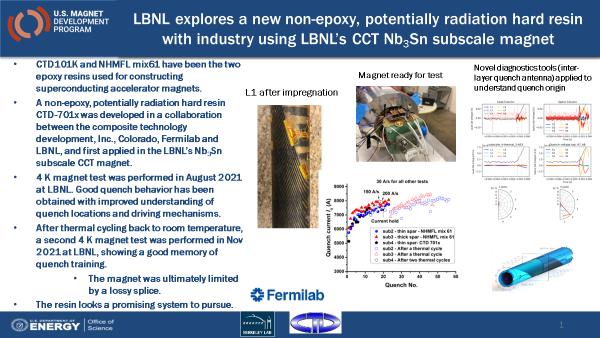 U.S. MAGNET
DEVELOPMENT
PROGRAM
LBNL explores a new non-epoxy, potentially radiation hard resin
with industry using LBNL's CCT Nb3Sn subscale magnet
• CTD101K and NHMFL mix61 have been the two
epoxy resins used for constructing
superconducting accelerator magnets.
• A non-epoxy, potentially radiation hard resin
CTD-701x was developed in a collaboration
between the composite technology
development, Inc., Colorado, Fermilab and
LBNL, and first applied in the LBNL's Nb3Sn
subscale CCT magnet.
• 4 K magnet test was performed in August 2021
at LBNL. Good quench behavior has been
obtained with improved understanding of
quench locations and driving mechanisms.
• After thermal cycling back to room temperature,
a second 4 K magnet test was performed in Nov
2021 at LBNL, showing a good memory of
quench training.
• The magnet was ultimately limited
by a lossy splice.
• The resin looks a promising system to pursue.
L1 after impregnation
Magnet ready for test
Novel diagnostics tools (inter-
layer quench antenna) applied to
understand quench origin
30 A/s for all other tests
150 A/s
200 A/s
Current hold
sub2 - thin spar - NHMFL mix 61
sub3 - thick spar - NHMFL mix 61
sub4 - thin spar- CTD 701x
sub2 - After a thermal cycle
sub3 - After a thermal cycle
sub4 - After two thermal cycles
Quench current Iq (A)
9000
8000
7000
6000
5000
4000
3000
0 10 20 30 40 50 60
Quench No.
Fermilab
U.S. DEPARTMENT OF
ENERGY
Office of
Science
BERKELEY LAB
1